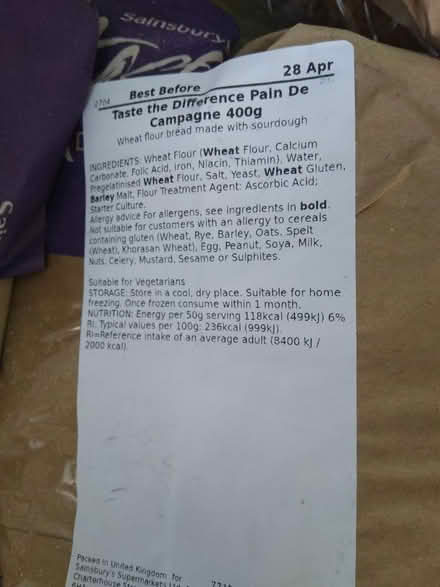 Sainsbury's
Best Before 28 Apr
2704
Taste the Difference Pain De
Campagne 400g
Wheat flour bread made with sourdough
INGREDIENTS: Wheat Flour (Wheat Flour, Calcium
Carbonate, Folic Acid, Iron, Niacin, Thiamin), Water,
Pregelatinised Wheat Flour, Salt, Yeast, Wheat Gluten,
Barley Malt, Flour Treatment Agent: Ascorbic Acid;
Starter Culture.
Allergy advice For allergens, see ingredients in bold.
Not suitable for customers with an allergy to cereals
containing gluten (Wheat, Rye, Barley, Oats, Spelt
(Wheat), Khorasan Wheat), Egg, Peanut, Soya, Milk,
Nuts, Celery, Mustard, Sesame or Sulphites.
Suitable for Vegetarians
STORAGE: Store in a cool, dry place. Suitable for home
freezing. Once frozen consume within 1 month.
NUTRITION: Energy per 50g serving 118kcal (499kJ) 6%
RI. Typical values per 100g: 236kcal (999kJ).
RI=Reference intake of an average adult (8400 kJ /
2000 kcal)
Packed in United Kingdom for
Sainsbury's Supermarkets Ltd
Charterhouse